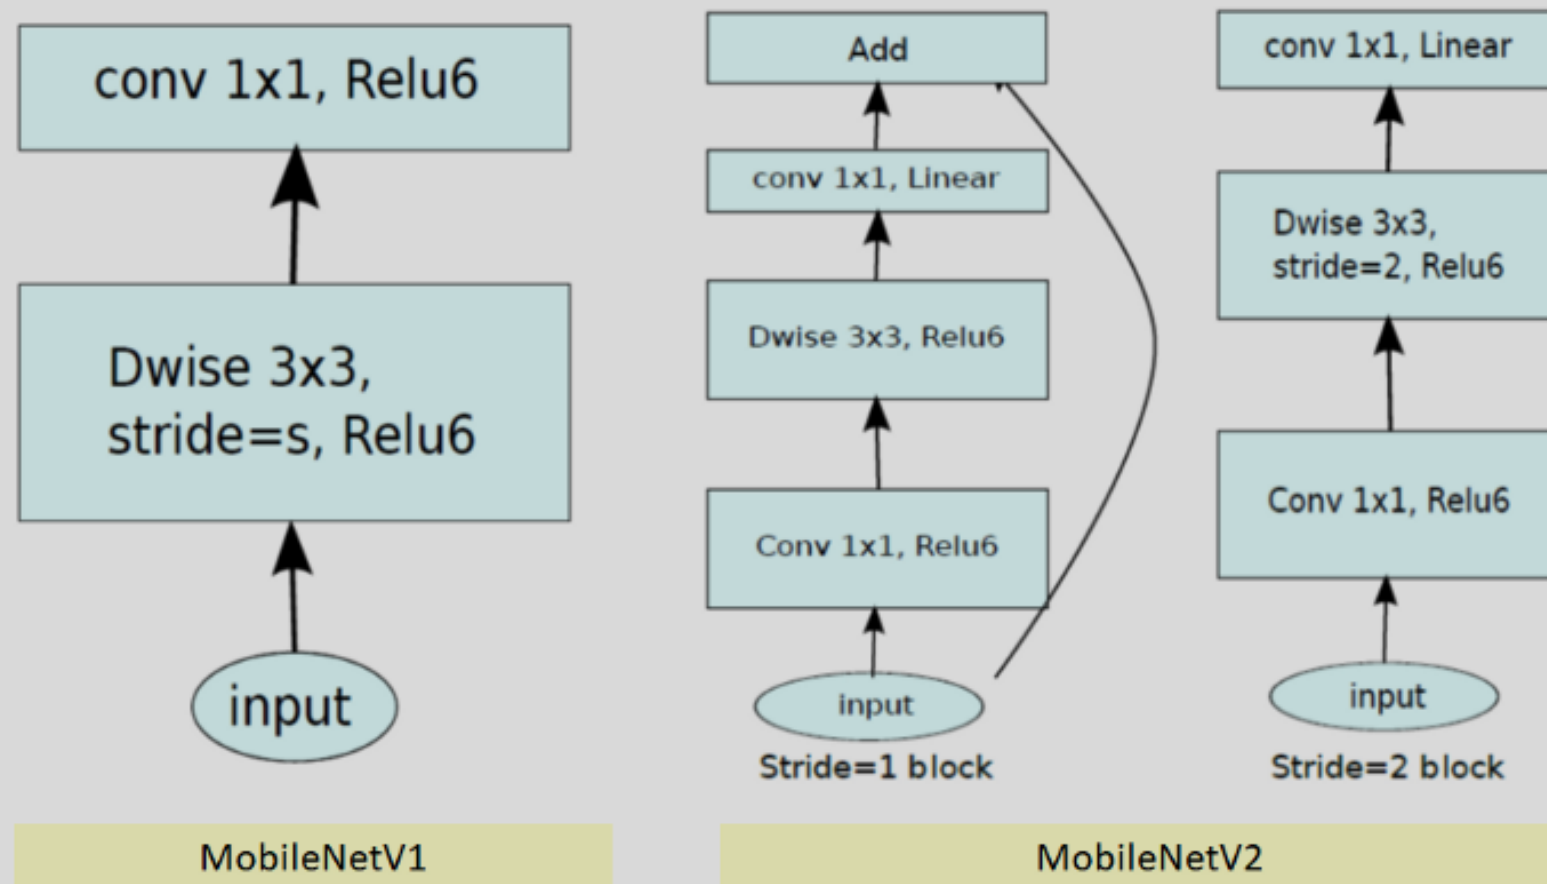 conv 1x1, Relu6
Dwise 3x3,
stride=s, Relu6
input
MobileNetV1
Add
conv 1x1, Linear
Dwise 3x3, Relu6
Conv 1x1, Relu6
input
Stride=1 block
conv 1x1, Linear
Dwise 3x3,
stride=2, Relu6
Conv 1x1, Relu6
input
Stride=2 block
MobileNetV2